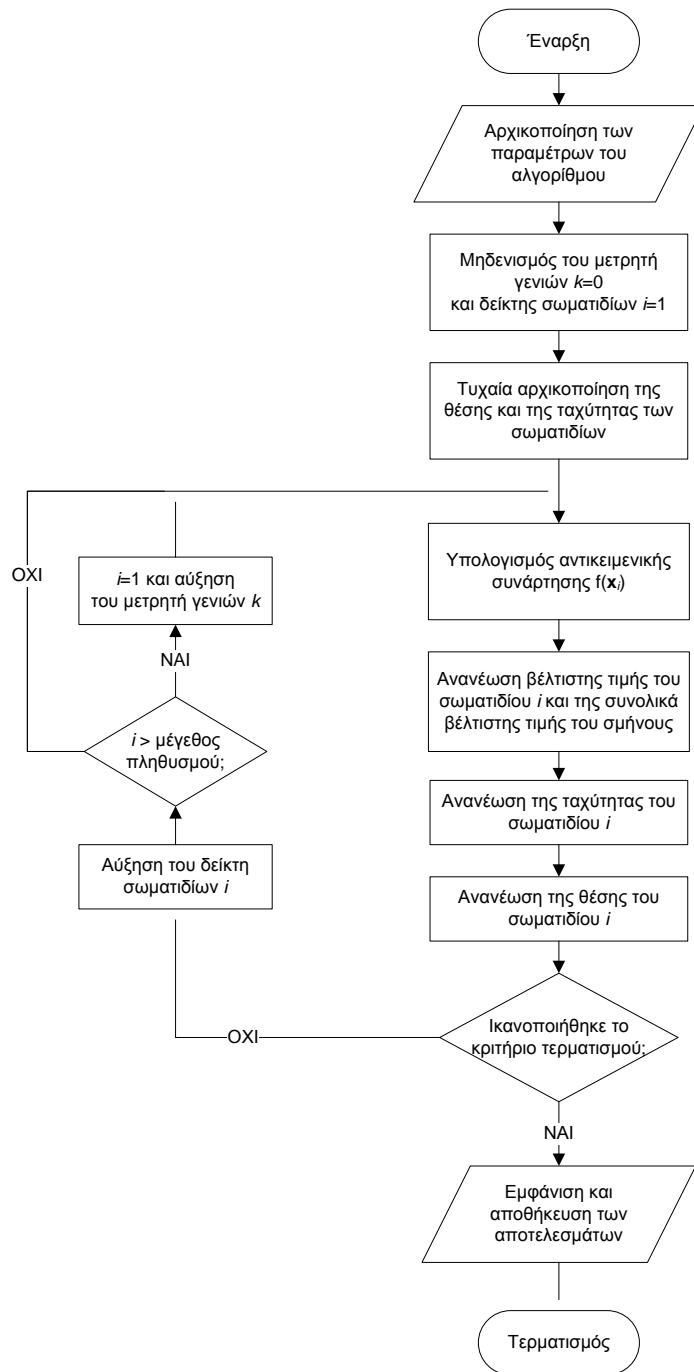 Έναρξη
Αρχικοποίηση των
παραμέτρων του
αλγορίθμου
Μηδενισμός του μετρητή
γενιών k=0
και δείκτης σωματιδίων i=1
Τυχαία αρχικοποίηση της
θέσης και της ταχύτητας των
σωματιδίων
Υπολογισμός αντικειμενικής
συνάρτησης f(xᵢ)
Ανανέωση βέλτιστης τιμής του
σωματιδίου i και της συνολικά
βέλτιστης τιμής του σμήνους
Ανανέωση της ταχύτητας του
σωματιδίου i
Ανανέωση της θέσης του
σωματιδίου i
Ικανοποιήθηκε το
κριτήριο τερματισμού;
ΟΧΙ
Αύξηση του δείκτη
σωματιδίων i
i > μέγεθος
πληθυσμού;
ΝΑΙ
i=1 και αύξηση
του μετρητή γενιών k
ΟΧΙ
ΝΑΙ
Εμφάνιση και
αποθήκευση των
αποτελεσμάτων
Τερματισμός